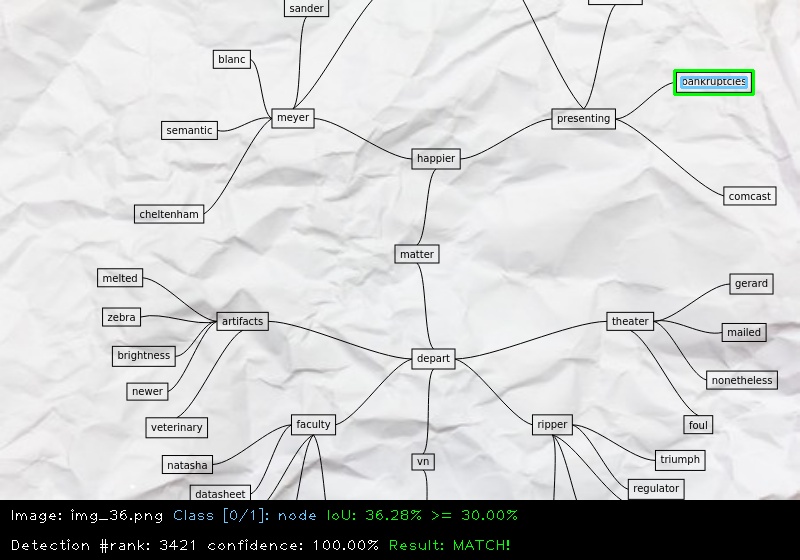 sander
blanc
bankruptcies
meyer
presenting
semantic
happier
comcast
cheltenham
matter
melted
gerard
zebra
artifacts
theater
mailed
brightness
depart
nonetheless
newer
veterinary
faculty
ripper
foul
natasha
vn
triumph
datasheet
regulator
Image: img_36.png Class [0/1]: node IoU: 36.28% >= 30.00%
Detection #rank: 3421 confidence: 100.00% Result: MATCH!